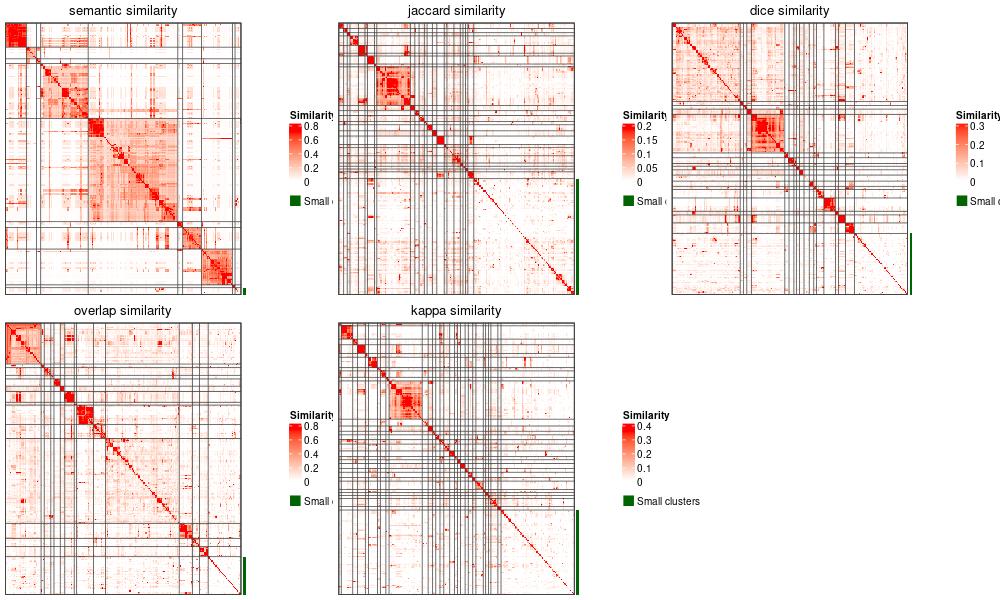 semantic similarity
Similarity
0.8
0.6
0.4
0.2
0
Small
jaccard similarity
Similarity
0.2
0.15
0.1
0.05
0
Small
dice similarity
Similarity
0.3
0.2
0.1
0
Small
overlap similarity
Similarity
0.8
0.6
0.4
0.2
0
Small
kappa similarity
Similarity
0.4
0.3
0.2
0.1
0
Small clusters